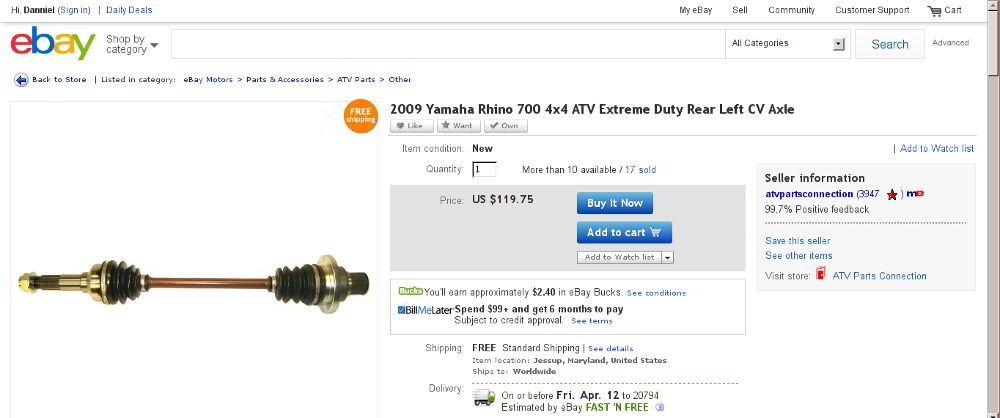 Hi, Danniel (Sign in) | Daily Deals
My eBay Sell Community Customer Support Cart
ebay
Shop by
category
All Categories
Search
Advanced
Back to Store | Listed in category: eBay Motors > Parts & Accessories > ATV Parts > Other
FREE
shipping
2009 Yamaha Rhino 700 4x4 ATV Extreme Duty Rear Left CV Axle
Like Want Own
Item condition: New
| Add to Watch list
Quantity: 1 More than 10 available / 17 sold
Price: US $119.75
Buy It Now
Add to cart
Add to Watch list
Seller information
atvpartsconnection (3947 ) me
99.7% Positive feedback
Save this seller
See other items
Visit store: ATV Parts Connection
Bucks You'll earn approximately $2.40 in eBay Bucks. See conditions
BillMeLater Spend $99+ and get 6 months to pay
Subject to credit approval. See terms
Shipping: FREE Standard Shipping | See details
Item location: Jessup, Maryland, United States
Ships to: Worldwide
Delivery: On or before Fri. Apr. 12 to 20794
Estimated by eBay FAST 'N FREE